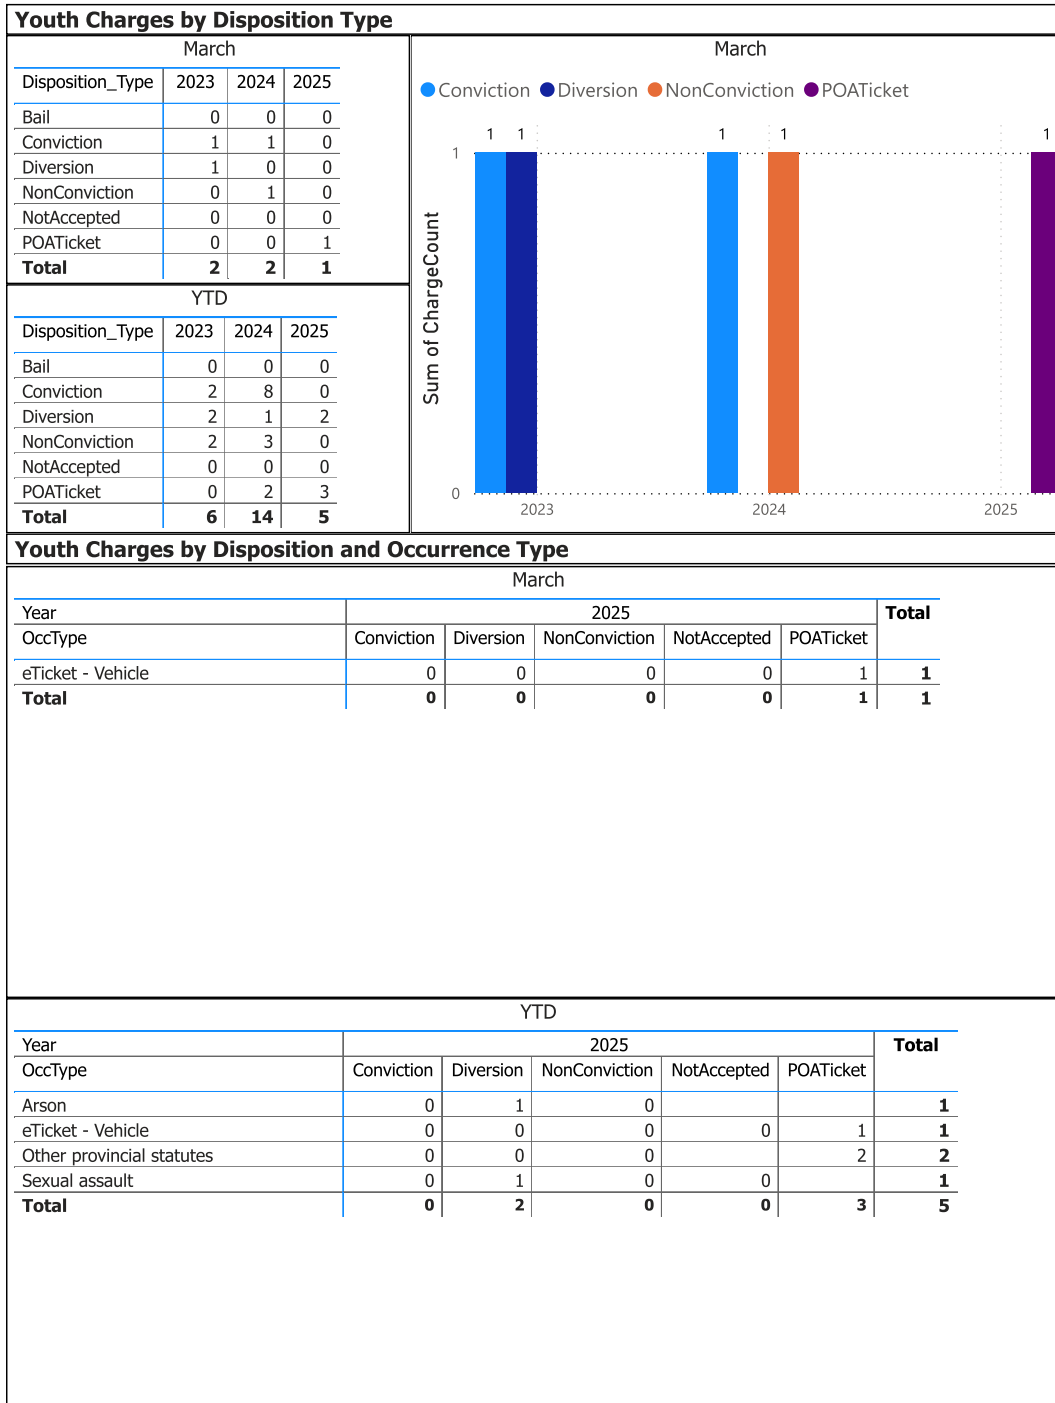 Youth Charges by Disposition Type
March
Disposition_Type 2023 2024 2025
Bail 0 0 0
Conviction 1 1 0
Diversion 1 0 0
NonConviction 0 1 0
NotAccepted 0 0 0
POATicket 0 0 1
Total 2 2 1
YTD
Disposition_Type 2023 2024 2025
Bail 0 0 0
Conviction 2 8 0
Diversion 2 1 2
NonConviction 2 3 0
NotAccepted 0 0 0
POATicket 0 2 3
Total 6 14 5
March
Conviction Diversion NonConviction POATicket
1 1 1 1 1
1
Sum of ChargeCount
0
2023 2024 2025
Youth Charges by Disposition and Occurrence Type
March
Year 2025 Total
OccType Conviction Diversion NonConviction NotAccepted POATicket
eTicket - Vehicle 0 0 0 0 1 1
Total 0 0 0 0 1 1
YTD
Year 2025 Total
OccType Conviction Diversion NonConviction NotAccepted POATicket
Arson 0 1 0 1
eTicket - Vehicle 0 0 0 0 1 1
Other provincial statutes 0 0 0 2 2
Sexual assault 0 1 0 0 1
Total 0 2 0 0 3 5